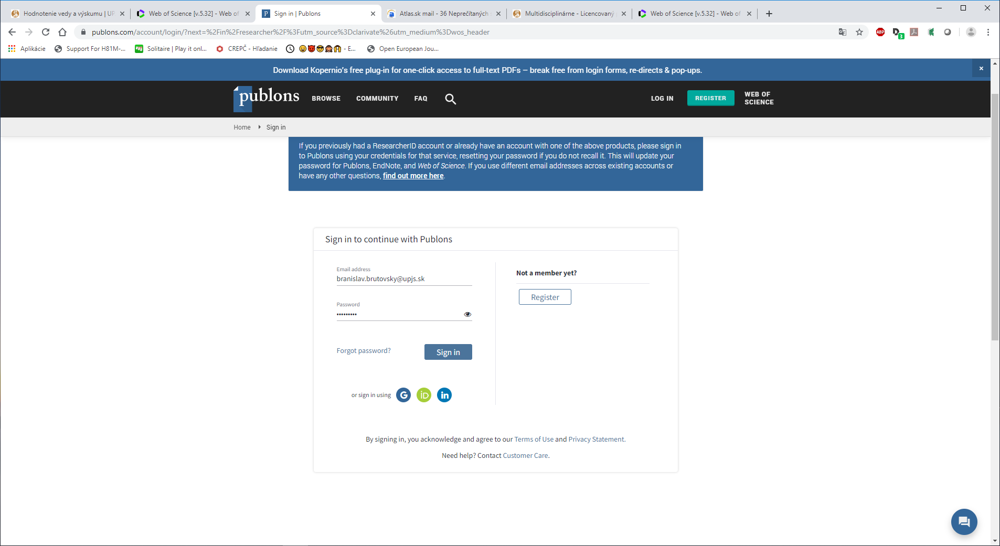 Hodnotenie vedy a výskumu | UP
Web of Science [v.5.32] - Web of
Sign in | Publons
Atlas.sk mail - 36 Neprečítaných
Multidisciplinárne - Licencovaný
Web of Science [v.5.32] - Web of
publons.com/account/login/?next=%2Fin%2Fresearcher%2F%3Futm_source%3Dclarivate%26utm_medium%3Dwos_header
ABP
3
Aplikácie
Support For H81M-...
Solitaire | Play it onl...
CREPČ - Hľadanie
😀😈😎🙈🙌 - E...
Open European Jou...
Download Kopernio's free plug-in for one-click access to full-text PDFs – break free from login forms, re-directs & pop-ups.
publons
BROWSE
COMMUNITY
FAQ
LOG IN
REGISTER
WEB OF
SCIENCE
Home
Sign in
If you previously had a ResearcherID account or already have an account with one of the above products, please sign in
to Publons using your credentials for that service, resetting your password if you do not recall it. This will update your
password for Publons, EndNote, and Web of Science. If you use different email addresses across existing accounts or
have any other questions, find out more here.
Sign in to continue with Publons
Email address
branislav.brutovsky@upjs.sk
Password
•••••••••
Forgot password?
Sign in
or sign in using
G
iD
in
Not a member yet?
Register
By signing in, you acknowledge and agree to our Terms of Use and Privacy Statement.
Need help? Contact Customer Care.